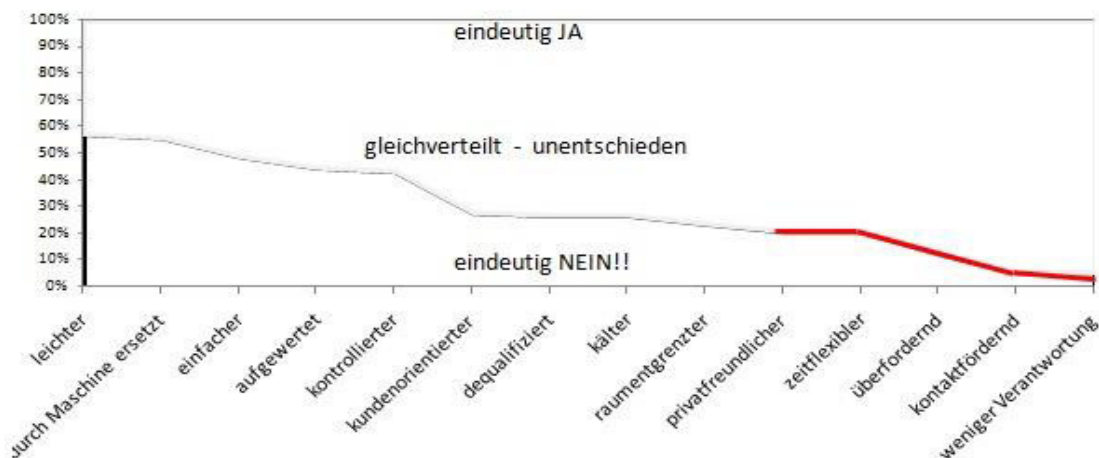 100%
90%
80%
70%
60%
50%
40%
30%
20%
10%
0%
eindeutig JA
gleichverteilt - unentschieden
eindeutig NEIN!!
leichter
durch Maschine ersetzt
einfacher
aufgewertet
kontrollierter
kundenorientierter
dequalifiziert
kälter
raumentgrenzter
privatfreundlicher
zeitflexibler
überfordernd
kontaktfördernd
weniger Verantwortung